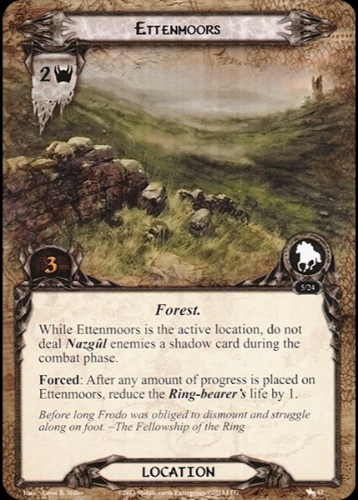 ETTENMOORS
2
3
5/24
Forest.
While Ettenmoors is the active location, do not
deal Nazgûl enemies a shadow card during the
combat phase.
Forced: After any amount of progress is placed on
Ettenmoors, reduce the Ring-bearer's life by 1.
Before long Frodo was obliged to dismount and struggle
along on foot. –The Fellowship of the Ring
LOCATION